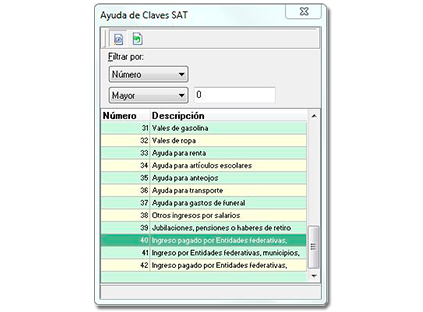 Ayuda de Claves SAT
Filtrar por:
Número
Mayor 0
Número Descripción
31 Vales de gasolina
32 Vales de ropa
33 Ayuda para renta
34 Ayuda para artículos escolares
35 Ayuda para anteojos
36 Ayuda para transporte
37 Ayuda para gastos de funeral
38 Otros ingresos por salarios
39 Jubilaciones, pensiones o haberes de retiro
40 Ingreso pagado por Entidades federativas,
41 Ingreso por Entidades federativas, municipios,
42 Ingreso pagado por Entidades federativas,